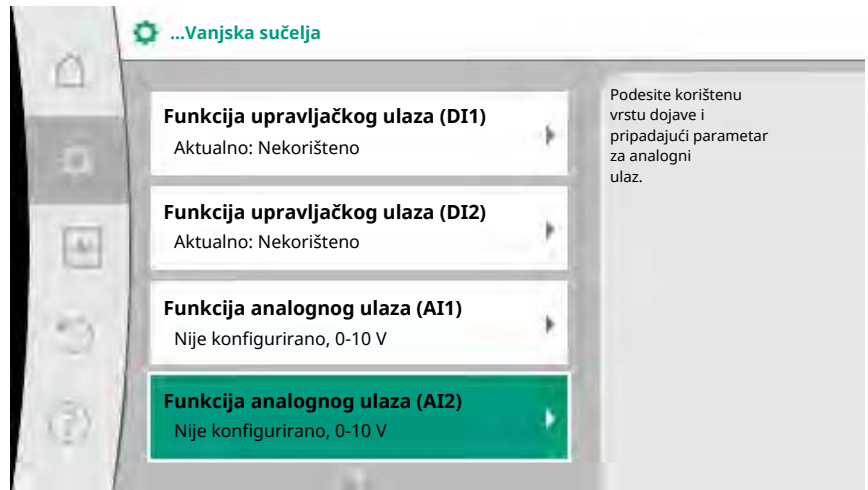 ...Vanjska sučelja
Funkcija upravljačkog ulaza (DI1)
Aktualno: Nekorišteno
Funkcija upravljačkog ulaza (DI2)
Aktualno: Nekorišteno
Funkcija analognog ulaza (AI1)
Nije konfigurirano, 0-10 V
Funkcija analognog ulaza (AI2)
Nije konfigurirano, 0-10 V
Podesite korištenu
vrstu dojave i
pripadajući parametar
za analogni
ulaz.